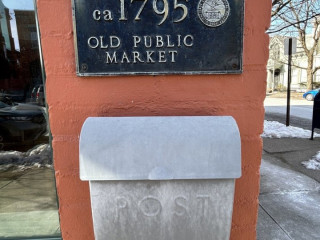 ca 1795
OLD PUBLIC
MARKET
POST